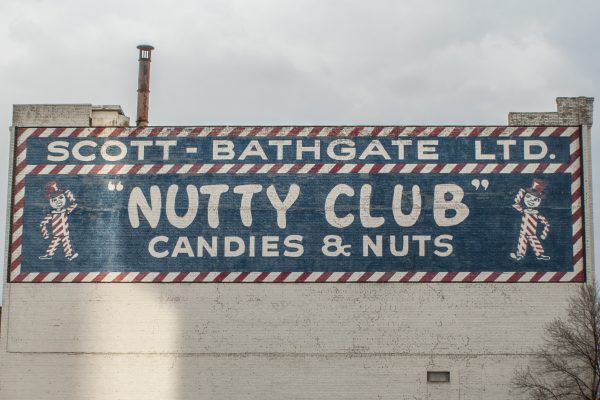 SCOTT-BATHGATE LTD.
"NUTTY CLUB"
CANDIES & NUTS